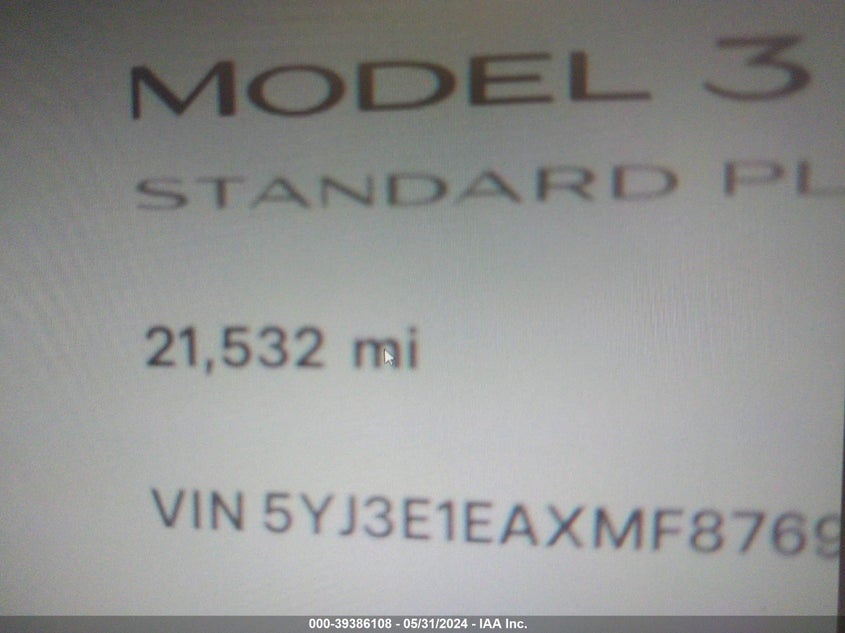 MODEL 3
STANDARD PL
21,532 mi
VIN 5YJ3E1EAXMF8769
000-39386108 - 05/31/2024 - IAA Inc.